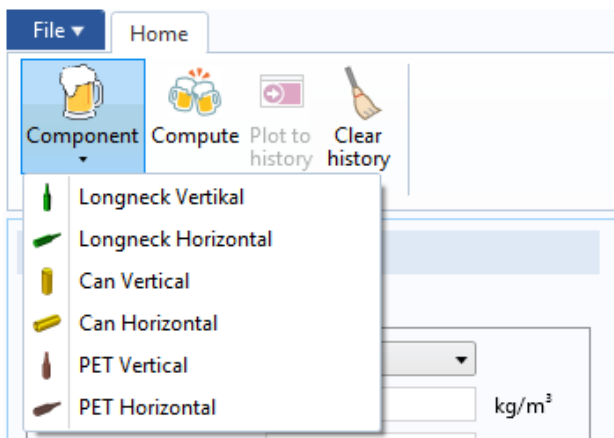 File
Home
Component
Compute
Plot to
history
Clear
history
Longneck Vertikal
Longneck Horizontal
Can Vertical
Can Horizontal
PET Vertical
PET Horizontal
kg/m³